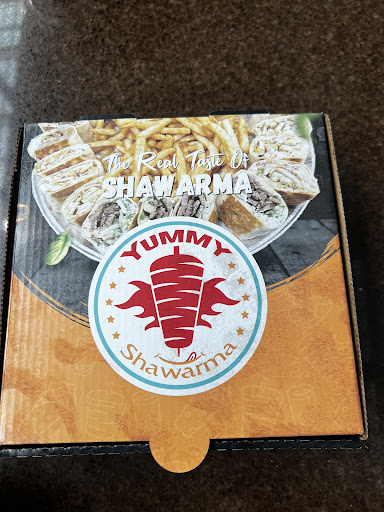 The Real Taste Of
SHAWARMA
YUMMY
Shawarma